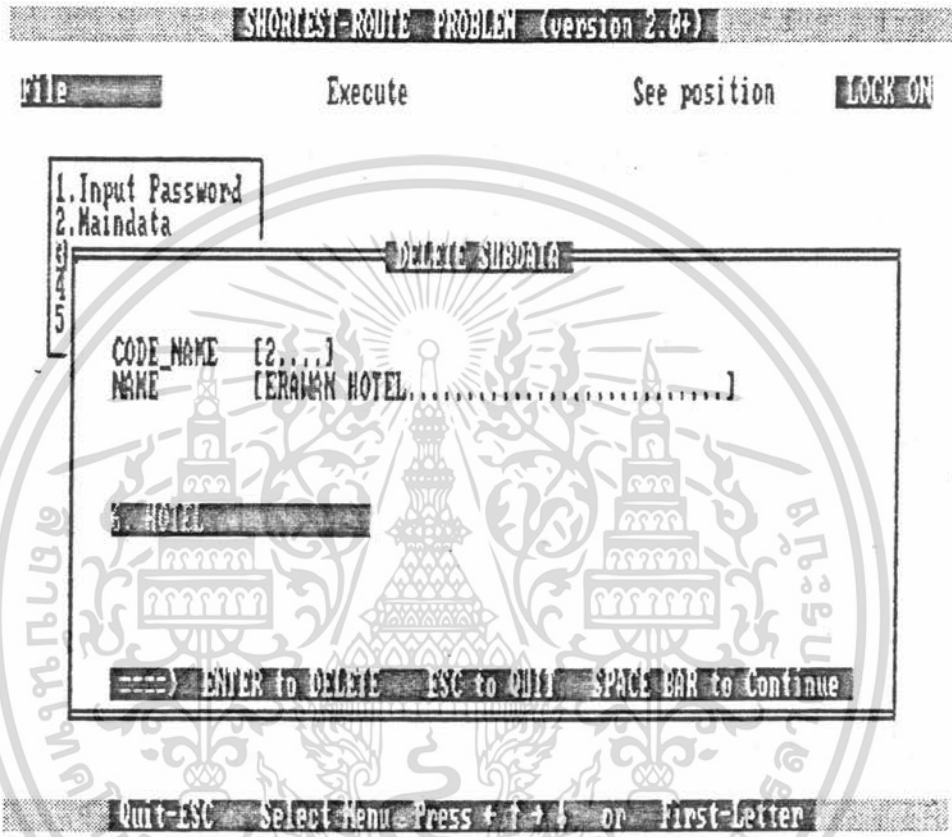 SHORTEST-ROUTE PROBLEM (version 2.0+)
File Execute See position LOCK ON
1.Input Password
2.Maindata
3
4
5
DELETE SUBDATA
CODE_NAME [2....]
NAME [ERAWAN HOTEL............................]
HOTEL
====> ENTER to DELETE ESC to QUIT SPACE BAR to Continue
Quit-ESC Select Menu Press ← ↑ → ↓ or First-Letter